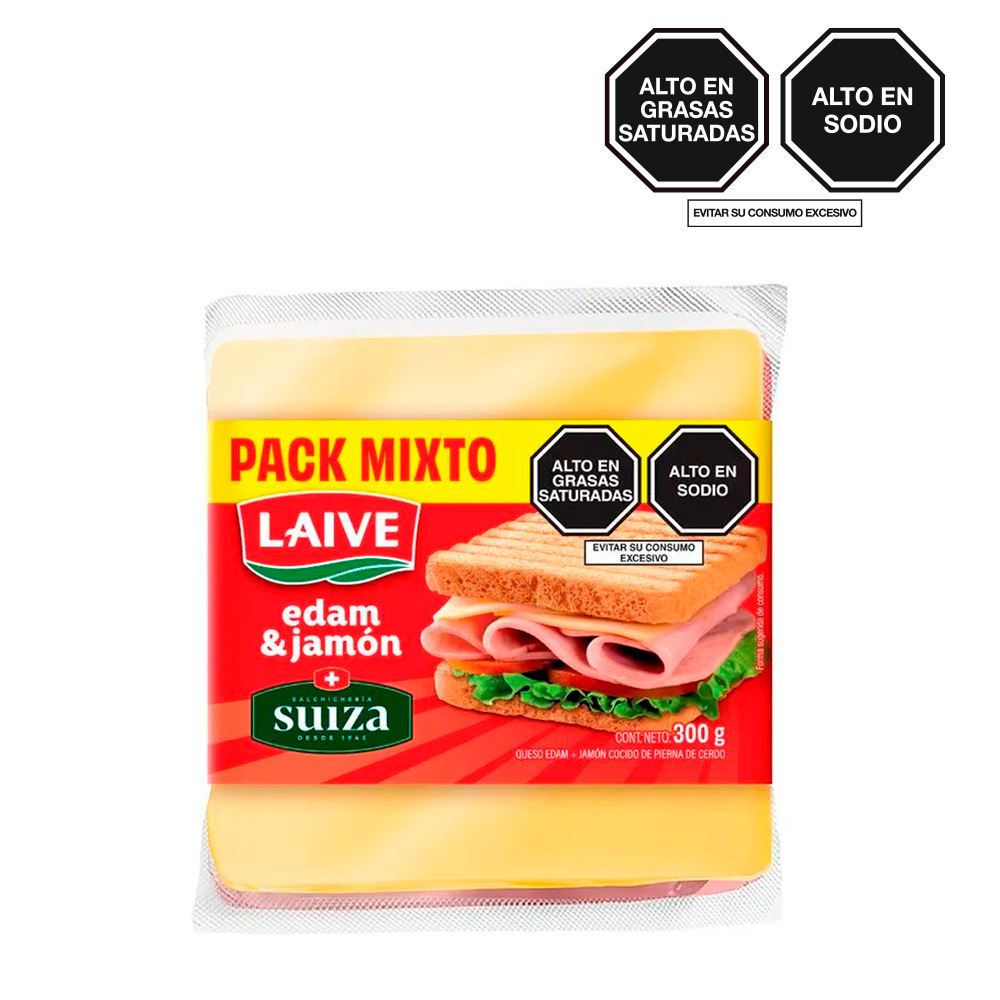 ALTO EN
GRASAS
SATURADAS
ALTO EN
SODIO
EVITAR SU CONSUMO EXCESIVO
PACK MIXTO
ALTO EN
GRASAS
SATURADAS
ALTO EN
SODIO
EVITAR SU CONSUMO
EXCESIVO
LAIVE
edam
& jamón
SALCHICHERÍA
suiza
DESDE 1945
Forma sugerida de consumo.
CONT. NETO: 300 g
QUESO EDAM + JAMÓN COCIDO DE PIERNA DE CERDO